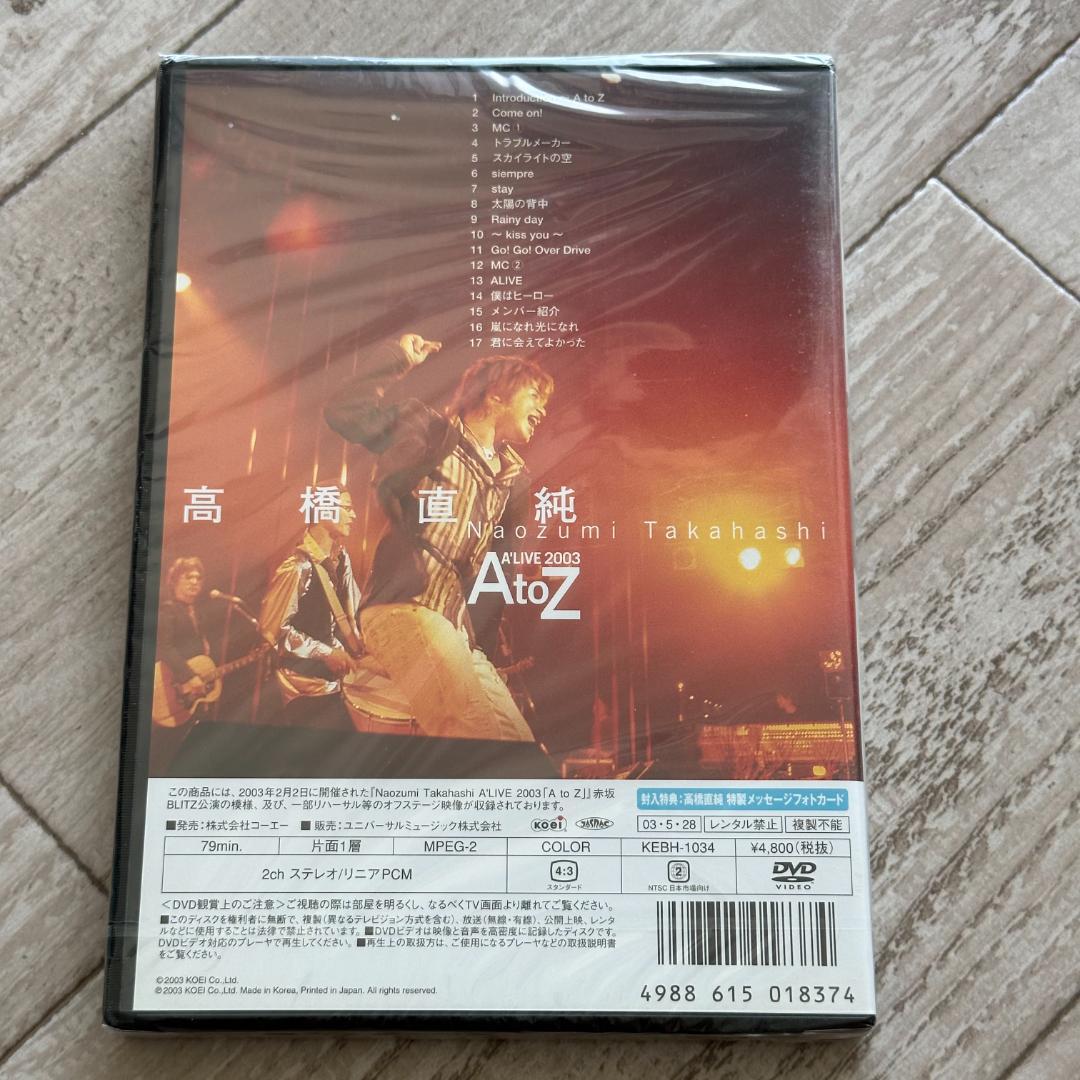 1 Introduction ~ A to Z
2 Come on!
3 MC ①
4 トラブルメーカー
5 スカイライトの空
6 siempre
7 stay
8 太陽の背中
9 Rainy day
10 ～ kiss you ～
11 Go! Go! Over Drive
12 MC ②
13 ALIVE
14 僕はヒーロー
15 メンバー紹介
16 嵐になれ光になれ
17 君に会えてよかった
高橋直純
Naozumi Takahashi
A'LIVE 2003
A to Z
この商品には、2003年2月2日に開催された『Naozumi Takahashi A'LIVE 2003「A to Z」』赤坂
BLITZ公演の模様、及び、一部リハーサル等のオフステージ映像が収録されております。
封入特典:高橋直純 特製メッセージフォトカード
■発売:株式会社コーエー ■販売:ユニバーサルミュージック株式会社 KOEI JASRAC
03・5・28 レンタル禁止 複製不能
79min. 片面1層 MPEG-2 COLOR KEBH-1034 ¥4,800(税抜)
2ch ステレオ/リニアPCM 4:3 スタンダード 2 NTSC 日本市場向け DVD VIDEO
＜DVD観賞上のご注意＞ご視聴の際は部屋を明るくし、なるべくTV画面より離れてご覧ください。
■このディスクを権利者に無断で、複製(異なるテレビジョン方式を含む)、放送(無線・有線)、公開上映、レンタ
ルなどに使用することは法律で禁止されています。■DVDビデオは映像と音声を高密度に記録したディスクです。
DVDビデオ対応のプレーヤで再生してください。■再生上の取扱方は、ご使用になるプレーヤなどの取扱説明書
をご覧ください。
©2003 KOEI Co.,Ltd.
℗2003 KOEI Co.,Ltd. Made in Korea, Printed in Japan. All rights reserved.
4988 615 018374